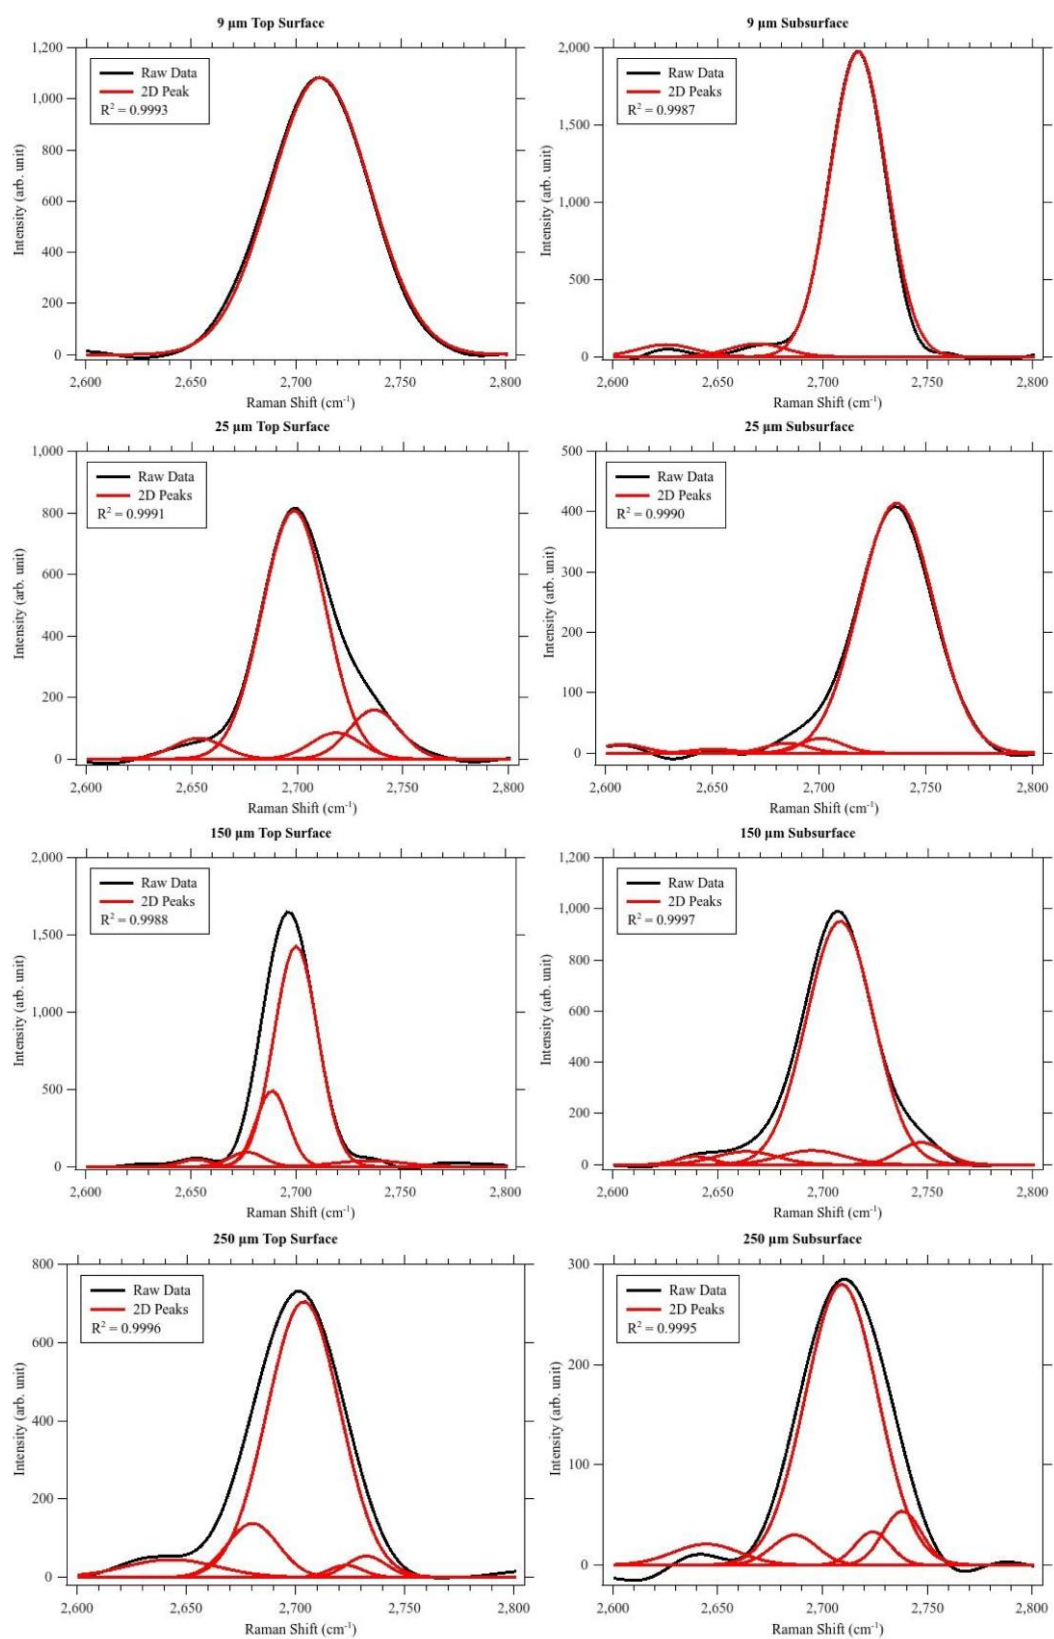 9 µm Top Surface
1,200
1,000
800
600
400
200
0
Intensity (arb. unit)
Raw Data
2D Peak
R² = 0.9993
2,600 2,650 2,700 2,750 2,800
Raman Shift (cm⁻¹)
9 µm Subsurface
2,000
1,500
1,000
500
0
Intensity (arb. unit)
Raw Data
2D Peaks
R² = 0.9987
2,600 2,650 2,700 2,750 2,800
Raman Shift (cm⁻¹)
25 µm Top Surface
1,000
800
600
400
200
0
Intensity (arb. unit)
Raw Data
2D Peaks
R² = 0.9991
2,600 2,650 2,700 2,750 2,800
Raman Shift (cm⁻¹)
25 µm Subsurface
500
400
300
200
100
0
Intensity (arb. unit)
Raw Data
2D Peaks
R² = 0.9990
2,600 2,650 2,700 2,750 2,800
Raman Shift (cm⁻¹)
150 µm Top Surface
2,000
1,500
1,000
500
0
Intensity (arb. unit)
Raw Data
2D Peaks
R² = 0.9988
2,600 2,650 2,700 2,750 2,800
Raman Shift (cm⁻¹)
150 µm Subsurface
1,200
1,000
800
600
400
200
0
Intensity (arb. unit)
Raw Data
2D Peaks
R² = 0.9997
2,600 2,650 2,700 2,750 2,800
Raman Shift (cm⁻¹)
250 µm Top Surface
800
600
400
200
0
Intensity (arb. unit)
Raw Data
2D Peaks
R² = 0.9996
2,600 2,650 2,700 2,750 2,800
Raman Shift (cm⁻¹)
250 µm Subsurface
300
200
100
0
Intensity (arb. unit)
Raw Data
2D Peaks
R² = 0.9995
2,600 2,650 2,700 2,750 2,800
Raman Shift (cm⁻¹)